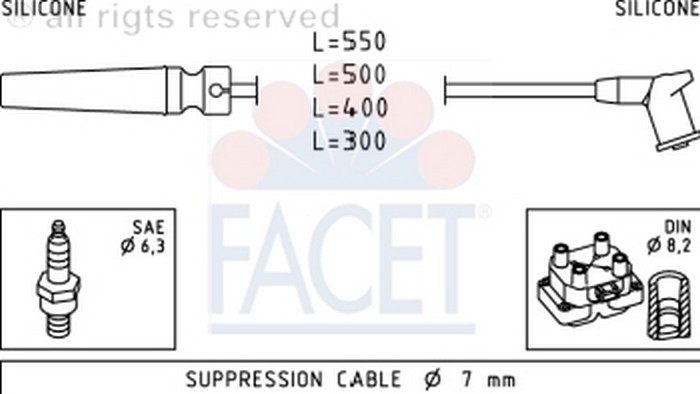 SILICONE
SILICONE
® all rigts reserved
L=550
L=500
L=400
L=300
FACET®
SAE
Ø 6,3
DIN
Ø 8,2
SUPPRESSION CABLE Ø 7 mm